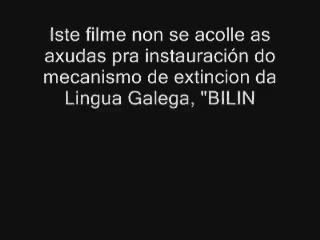 Iste filme non se acolle as
axudas pra instauración do
mecanismo de extincion da
Lingua Galega, "BILIN